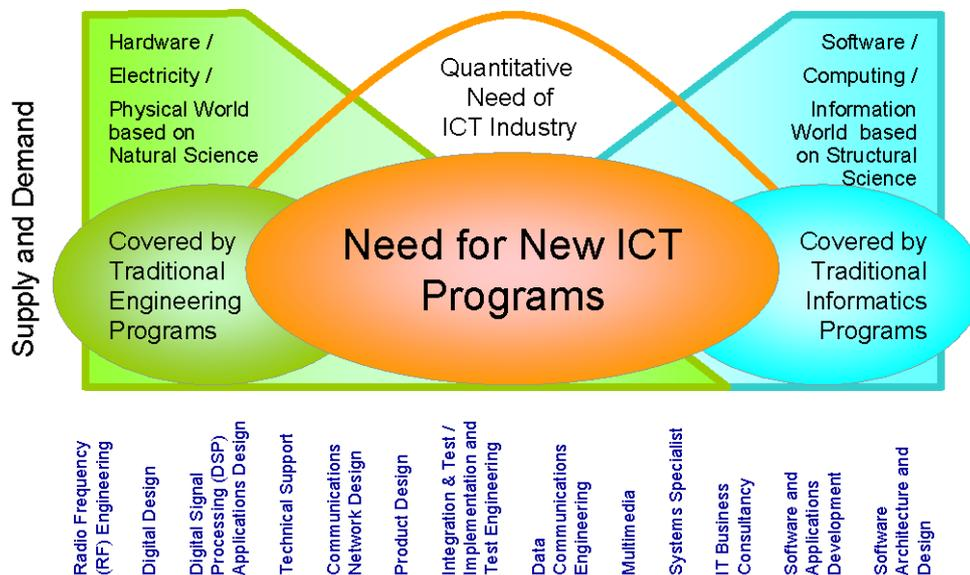 Hardware /
Electricity /
Physical World
based on
Natural Science
Quantitative
Need of
ICT Industry
Software /
Computing /
Information
World based
on Structural
Science
Supply and Demand
Covered by
Traditional
Engineering
Programs
Need for New ICT
Programs
Covered by
Traditional
Informatics
Programs
Radio Frequency
(RF) Engineering
Digital Design
Digital Signal
Processing (DSP)
Applications Design
Technical Support
Communications
Network Design
Product Design
Integration & Test /
Implementation and
Test Engineering
Data
Communications
Engineering
Multimedia
Systems Specialist
IT Business
Consultancy
Software and
Applications
Development
Software
Architecture and
Design